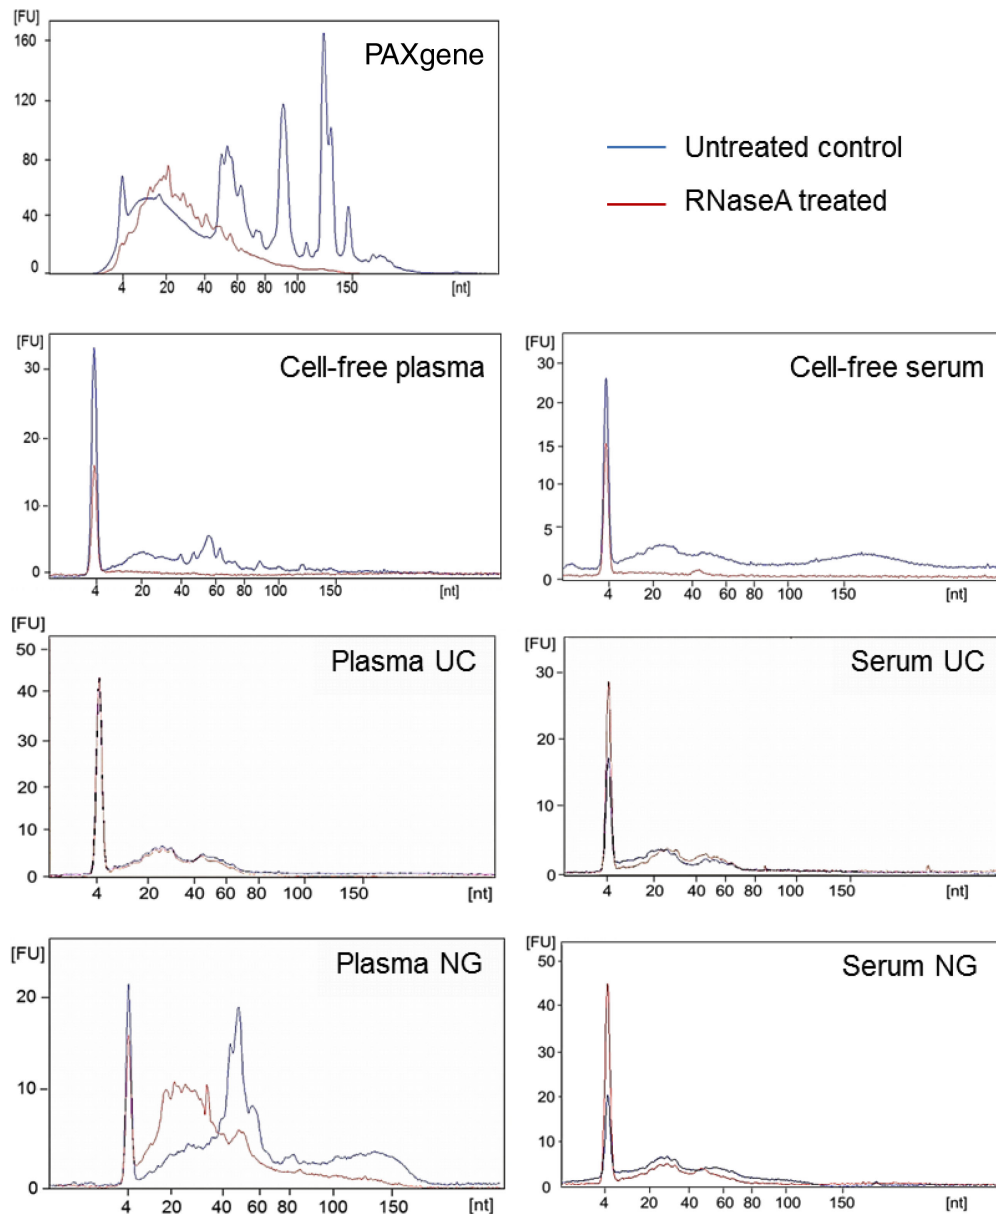 [FU]
160
120
80
40
0
PAXgene
4 20 40 60 80 100 150 [nt]
Untreated control
RNaseA treated
[FU]
30
20
10
0
Cell-free plasma
4 20 40 60 80 100 150 [nt]
[FU]
30
20
15
10
5
0
Cell-free serum
4 20 40 60 80 100 150 [nt]
[FU]
50
40
30
20
10
0
Plasma UC
4 20 40 60 80 100 150 [nt]
[FU]
30
20
10
0
Serum UC
4 20 40 60 80 100 150 [nt]
[FU]
20
10
0
Plasma NG
4 20 40 60 80 100 150 [nt]
[FU]
50
40
30
20
10
0
Serum NG
4 20 40 60 80 100 150 [nt]